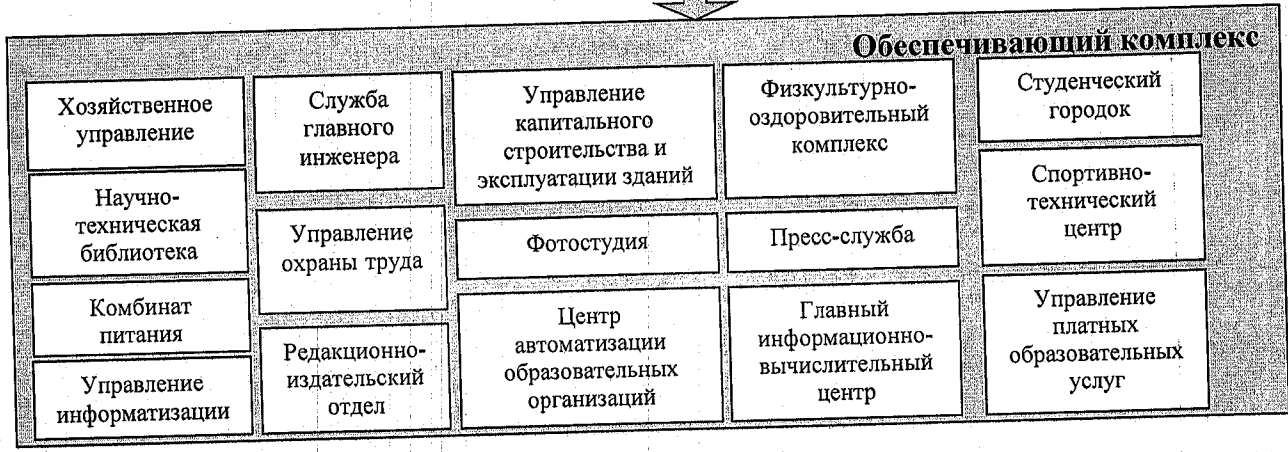 Обеспечивающий комплекс
Хозяйственное
управление
Научно-
техническая
библиотека
Комбинат
питания
Управление
информатизации
Служба
главного
инженера
Управление
охраны труда
Редакционно-
издательский
отдел
Управление
капитального
строительства и
эксплуатации зданий
Фотостудия
Центр
автоматизации
образовательных
организаций
Физкультурно-
оздоровительный
комплекс
Пресс-служба
Главный
информационно-
вычислительный
центр
Студенческий
городок
Спортивно-
технический
центр
Управление
платных
образовательных
услуг